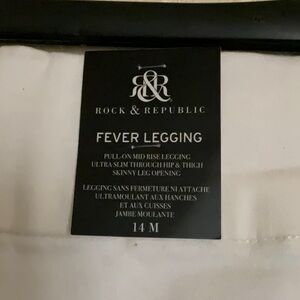 R&R
ROCK & REPUBLIC
FEVER LEGGING
PULL-ON MID RISE LEGGING
ULTRA SLIM THROUGH HIP & THIGH
SKINNY LEG OPENING
LEGGING SANS FERMETURE NI ATTACHE
ULTRAMOULANT AUX HANCHES
ET AUX CUISSES
JAMBE MOULANTE
14 M